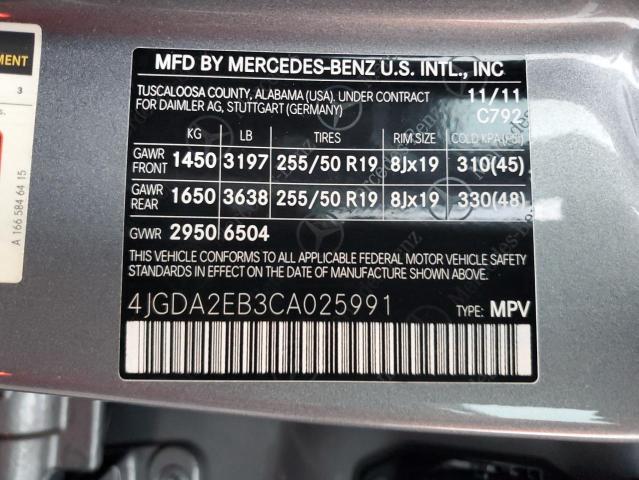 MENT
3
A 166 584 64 15
MFD BY MERCEDES-BENZ U.S. INTL., INC
TUSCALOOSA COUNTY, ALABAMA (USA). UNDER CONTRACT 11/11
FOR DAIMLER AG, STUTTGART (GERMANY) C792
KG LB TIRES RIM SIZE COLD KPA(PSI)
GAWR FRONT 1450 3197 255/50 R19 8Jx19 310(45)
GAWR REAR 1650 3638 255/50 R19 8Jx19 330(48)
GVWR 2950 6504
THIS VEHICLE CONFORMS TO ALL APPLICABLE FEDERAL MOTOR VEHICLE SAFETY
STANDARDS IN EFFECT ON THE DATE OF MANUFACTURE SHOWN ABOVE.
4JGDA2EB3CA025991 TYPE: MPV